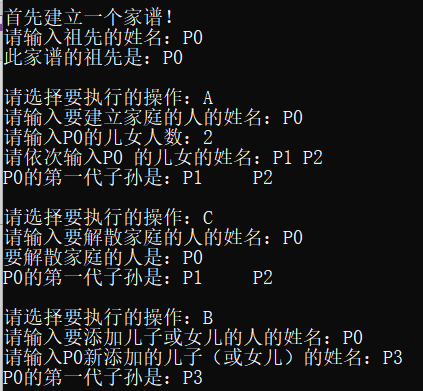 首先建立一个家谱！
请输入祖先的姓名：P0
此家谱的祖先是：P0
请选择要执行的操作：A
请输入要建立家庭的人的姓名：P0
请输入P0的儿女人数：2
请依次输入P0 的儿女的姓名：P1 P2
P0的第一代子孙是：P1     P2
请选择要执行的操作：C
请输入要解散家庭的人的姓名：P0
要解散家庭的人是：P0
P0的第一代子孙是：P1     P2
请选择要执行的操作：B
请输入要添加儿子或女儿的人的姓名：P0
请输入P0新添加的儿子（或女儿）的姓名：P3
P0的第一代子孙是：P3